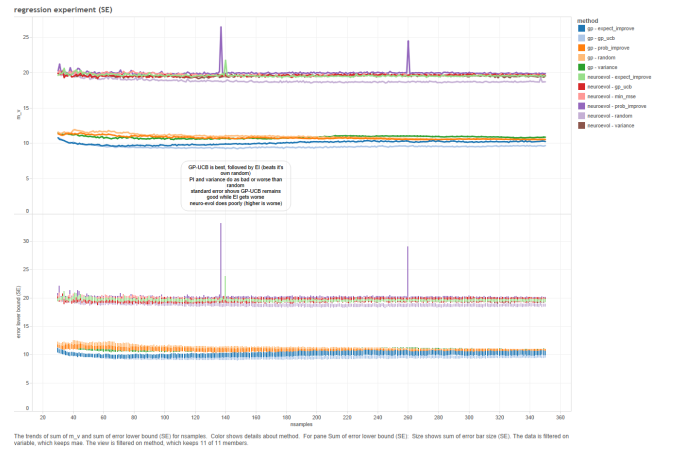 regression experiment (SE)
method
gp - expect_improve
gp - gp_ucb
gp - prob_improve
gp - random
gp - variance
neuroevol - expect_improve
neuroevol - gp_ucb
neuroevol - min_mse
neuroevol - prob_improve
neuroevol - random
neuroevol - variance
25
20
15
10
5
0
m_v
GP-UCB is best, followed by EI (beats it's
own random)
PI and variance do as bad or worse than
random
standard error shows GP-UCB remains
good while EI gets worse
neuro-evol does poorly (higher is worse)
30
25
20
15
10
5
0
error lower bound (SE)
20 40 60 80 100 120 140 160 180 200 220 240 260 280 300 320 340 360
nsamples
The trends of sum of m_v and sum of error lower bound (SE) for nsamples. Color shows details about method. For pane Sum of error lower bound (SE): Size shows sum of error bar size (SE). The data is filtered on
variable, which keeps max. The view is filtered on method, which keeps 11 of 11 members.